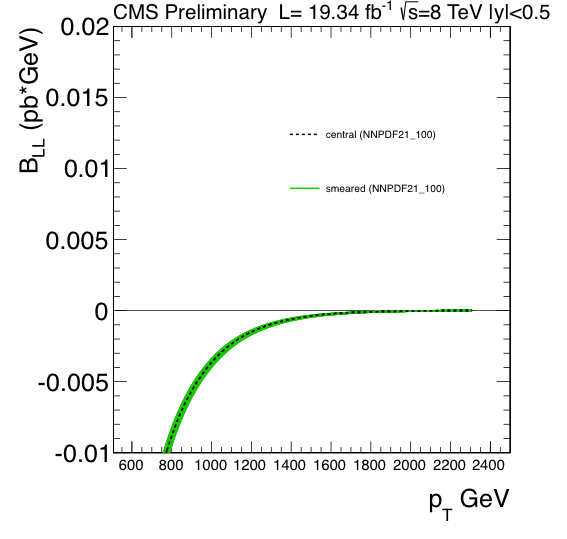 CMS Preliminary L= 19.34 fb⁻¹ √s=8 TeV |y|<0.5
B_LL (pb*GeV)
0.02
0.015
0.01
0.005
0
-0.005
-0.01
central (NNPDF21_100)
smeared (NNPDF21_100)
600 800 1000 1200 1400 1600 1800 2000 2200 2400
p_T GeV